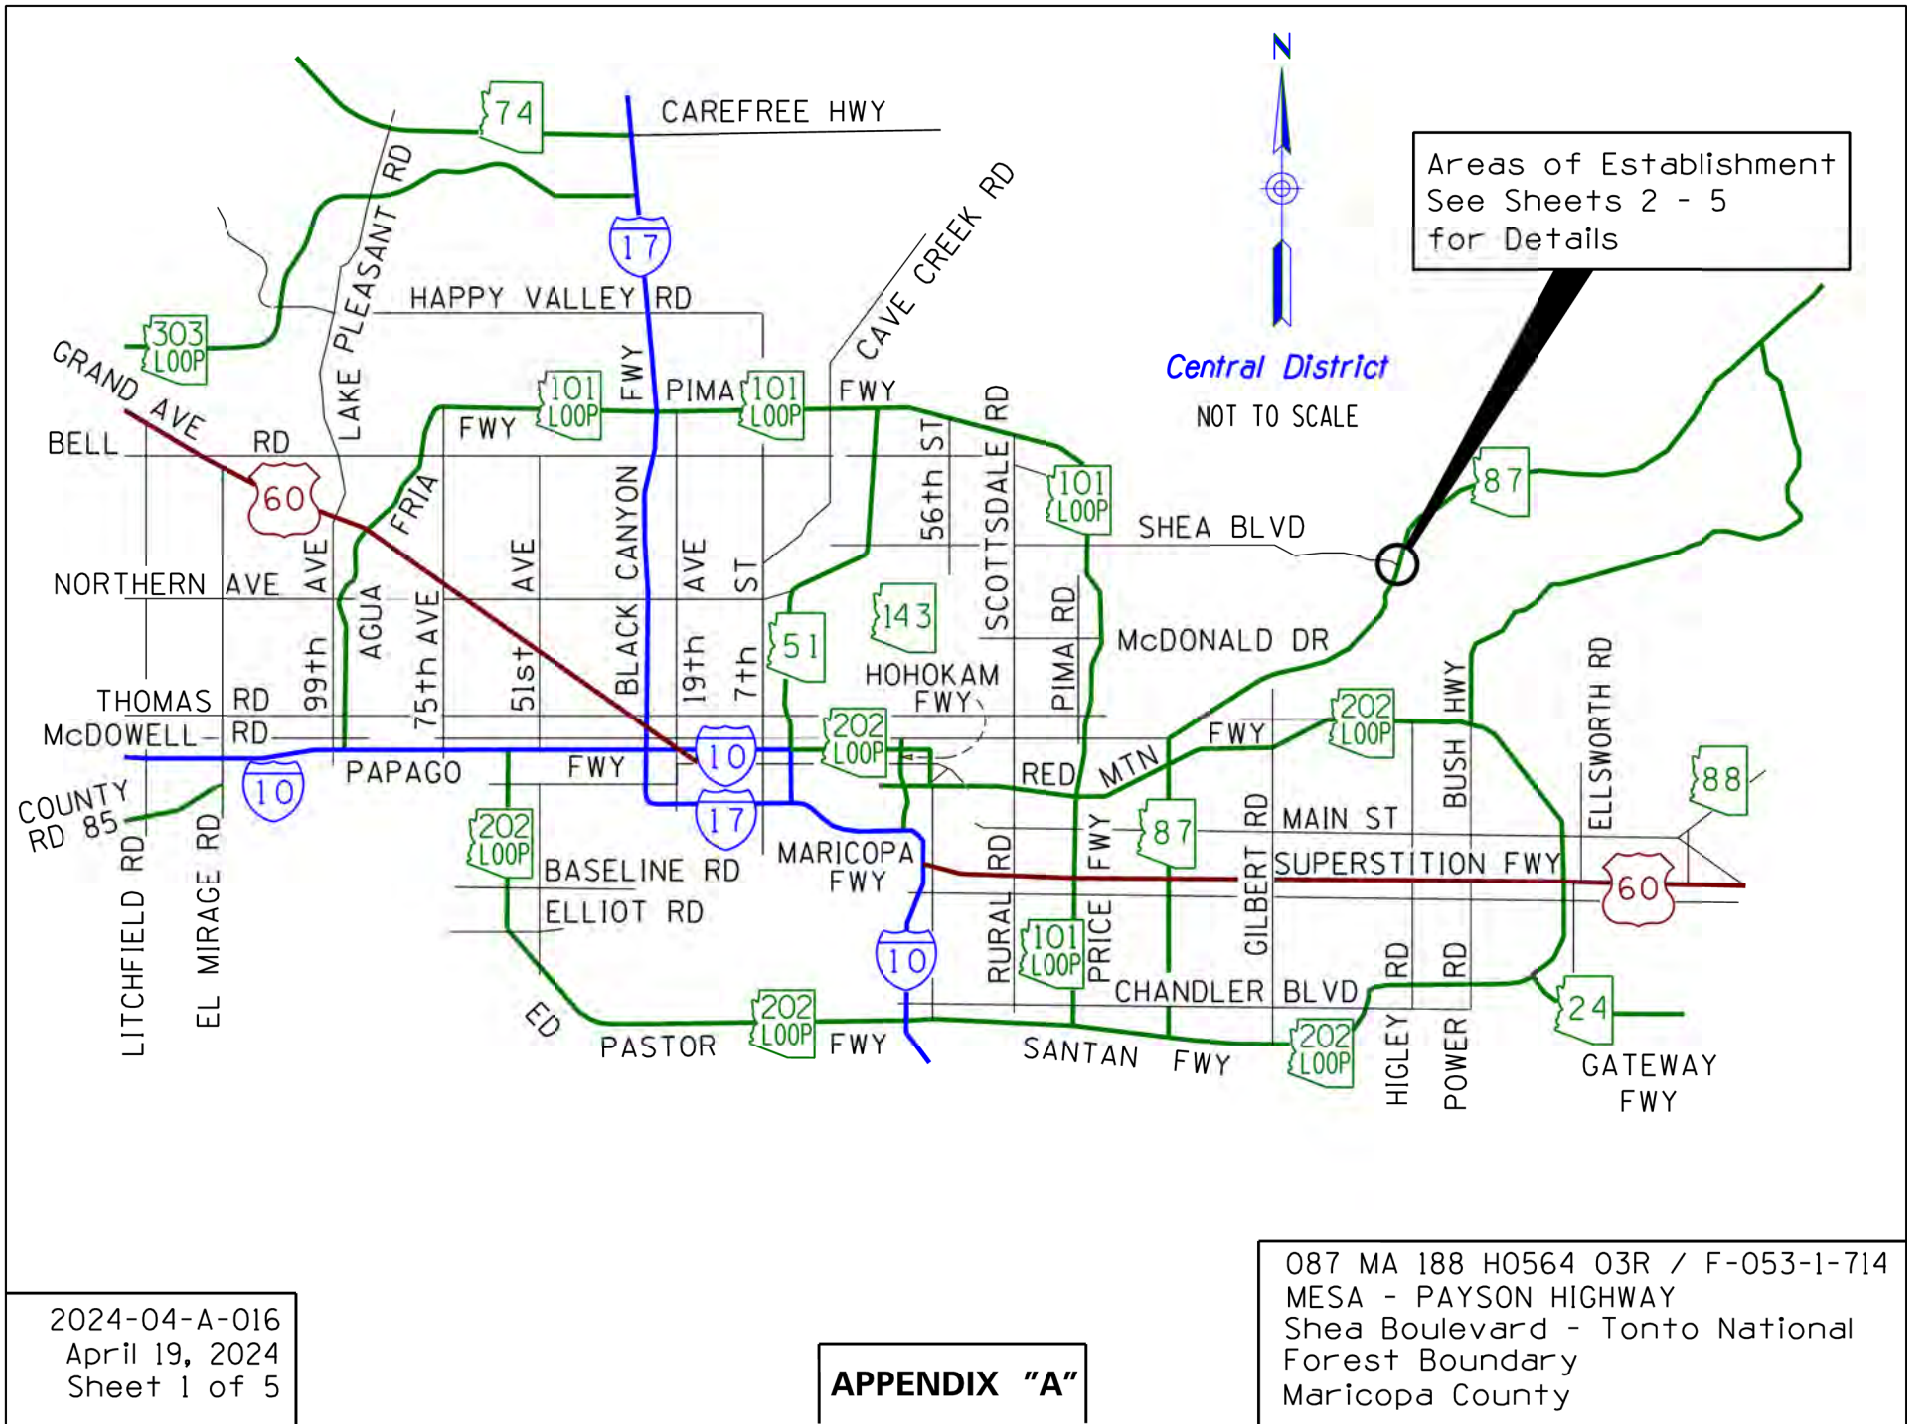 N
74
CAREFREE HWY
Areas of Establishment
See Sheets 2 - 5
for Details
LAKE PLEASANT RD
17
CAVE CREEK RD
HAPPY VALLEY RD
303
LOOP
GRAND AVE
Central District
NOT TO SCALE
101
LOOP
FWY
PIMA
101
LOOP
FWY
FWY
BELL RD
60
AGUA FRIA
BLACK CANYON
56th ST
SCOTTSDALE RD
101
LOOP
87
SHEA BLVD
NORTHERN AVE
99th AVE
75th AVE
51st AVE
19th AVE
7th ST
51
143
PIMA RD
McDONALD DR
HOHOKAM
FWY
THOMAS RD
McDOWELL RD
202
LOOP
202
LOOP
FWY
BUSH HWY
ELLSWORTH RD
10
PAPAGO FWY
RED MTN
88
COUNTY
RD 85
10
17
202
LOOP
87
GILBERT RD
MAIN ST
LITCHFIELD RD
EL MIRAGE RD
BASELINE RD
ELLIOT RD
MARICOPA
FWY
RURAL RD
PRICE FWY
SUPERSTITION FWY
60
10
101
LOOP
CHANDLER BLVD
HIGLEY RD
POWER RD
24
ED
PASTOR
202
LOOP
FWY
SANTAN FWY
202
LOOP
GATEWAY
FWY
2024-04-A-016
April 19, 2024
Sheet 1 of 5
APPENDIX "A"
087 MA 188 H0564 03R / F-053-1-714
MESA - PAYSON HIGHWAY
Shea Boulevard - Tonto National
Forest Boundary
Maricopa County